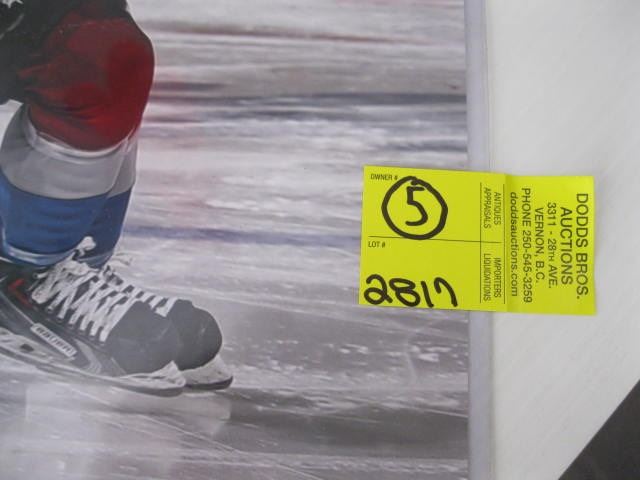 OWNER #
5
LOT #
2817
ANTIQUES
APPRAISALS
IMPORTERS
LIQUIDATIONS
DODDS BROS.
AUCTIONS
3311 - 28TH AVE.
VERNON, B.C.
PHONE 250-545-3259
doddsauctions.com
BAUER